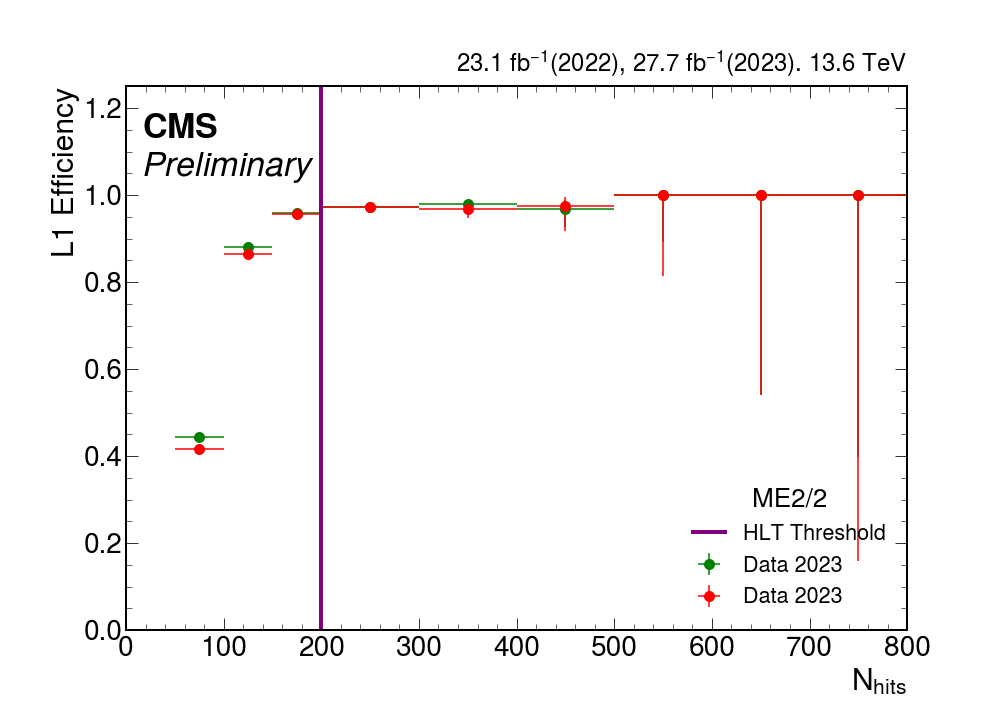 23.1 fb⁻¹(2022), 27.7 fb⁻¹(2023). 13.6 TeV
L1 Efficiency
1.2
1.0
0.8
0.6
0.4
0.2
0.0
CMS
Preliminary
ME2/2
HLT Threshold
Data 2023
Data 2023
0 100 200 300 400 500 600 700 800
N_hits